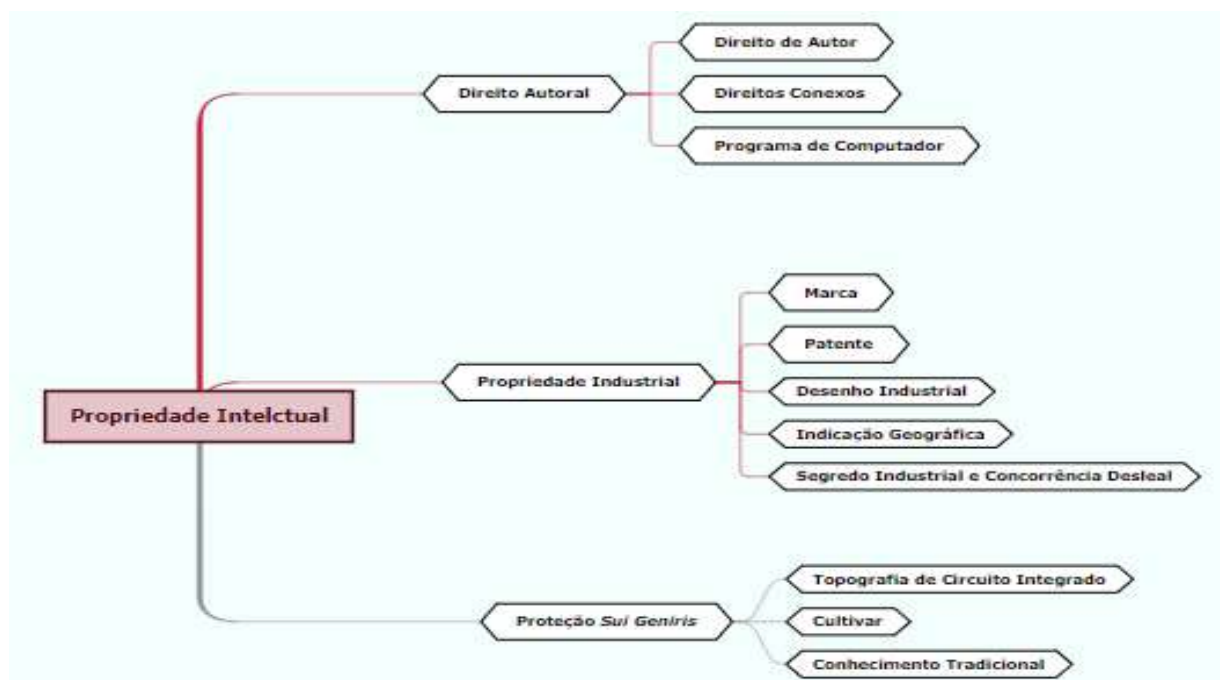 Propriedade Intelctual
Direito Autoral
Direito de Autor
Direitos Conexos
Programa de Computador
Propriedade Industrial
Marca
Patente
Desenho Industrial
Indicação Geográfica
Segredo Industrial e Concorrência Desleal
Proteção Sui Geniris
Topografia de Circuito Integrado
Cultivar
Conhecimento Tradicional